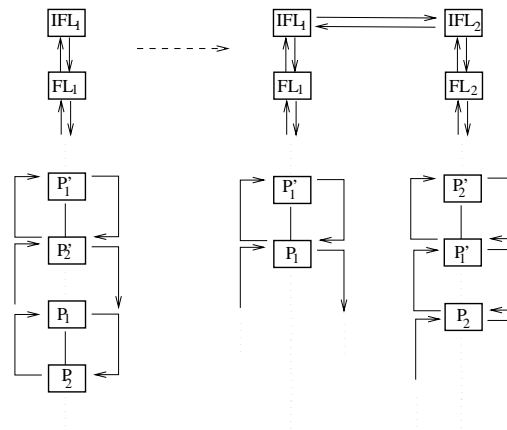 IFL₁ IFL₁ IFL₂
FL₁ FL₁ FL₂
P'₁ P'₁ P'₂
P'₂ P₁ P'₁
P₁ P₂
P₂